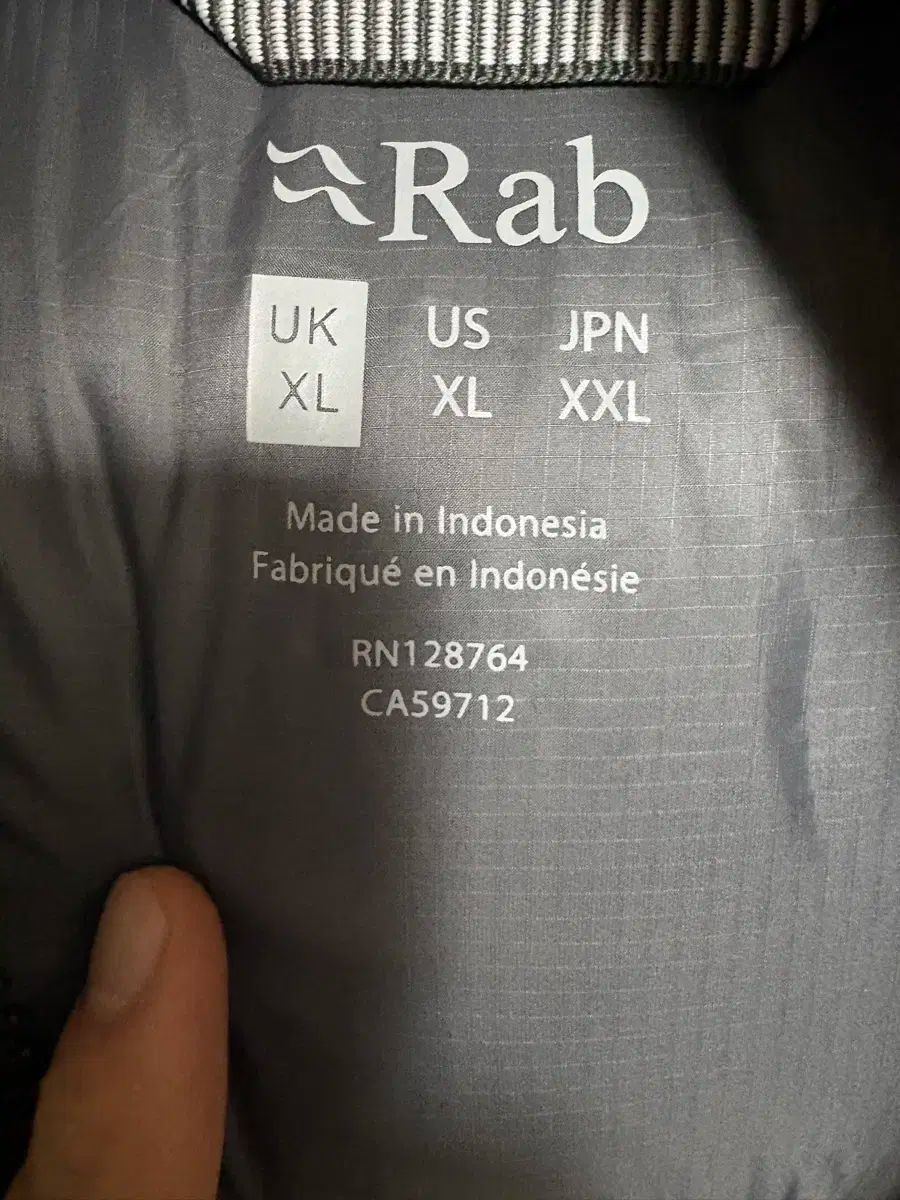 Rab
UK US JPN
XL XL XXL
Made in Indonesia
Fabriqué en Indonésie
RN128764
CA59712